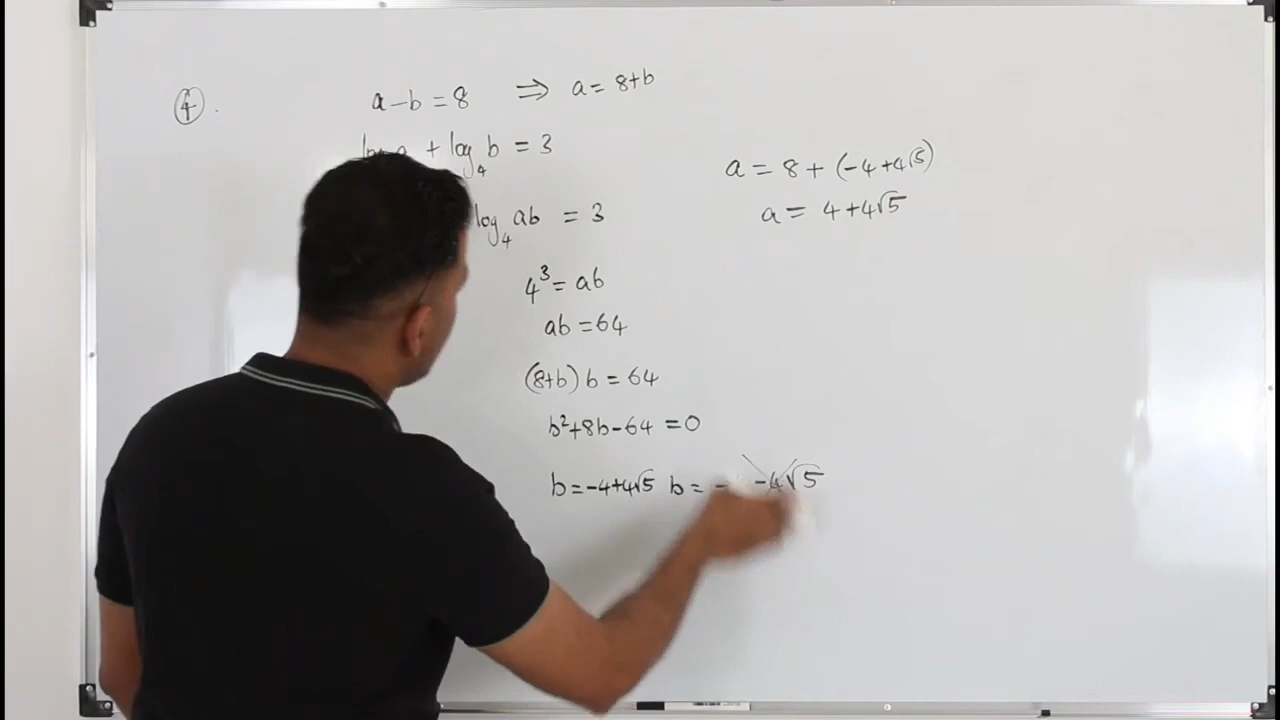 4.
a - b = 8 ⇒ a = 8+b
log a + log₄ b = 3
log₄ ab = 3
4³ = ab
ab = 64
(8+b) b = 64
b²+8b-64 = 0
b = -4+4√5 b = - -4√5
a = 8 + (-4+4√5)
a = 4+4√5